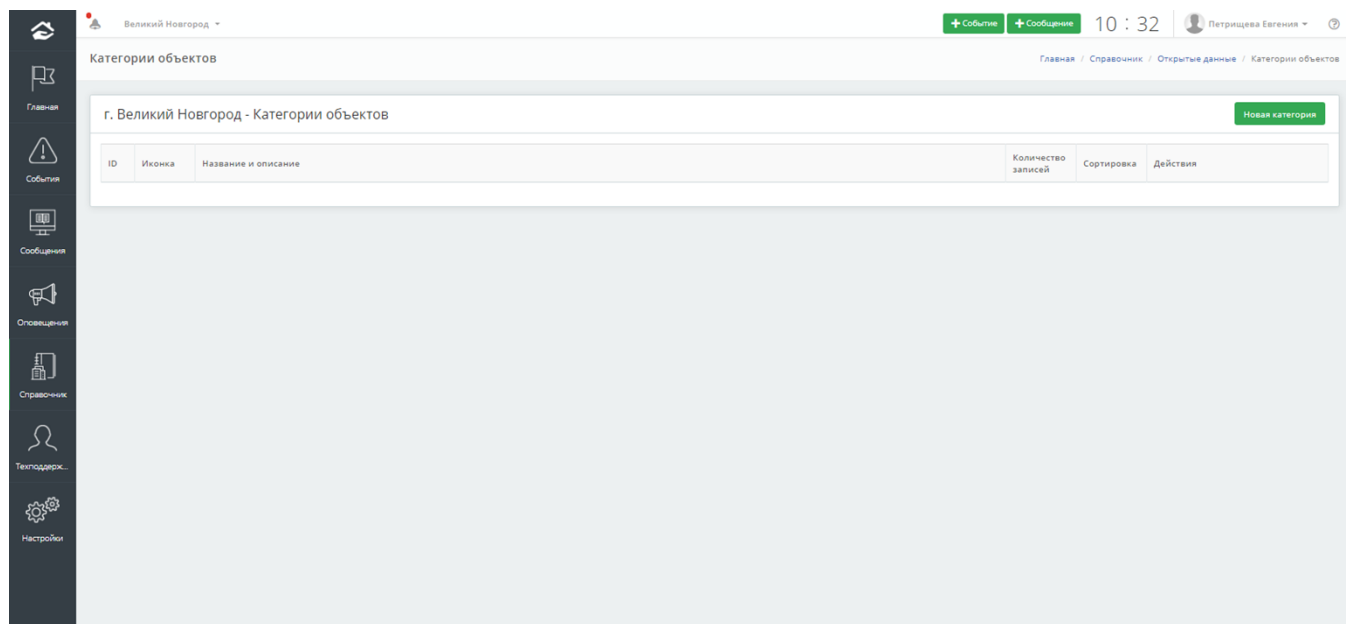 Великий Новгород
+ Событие
+ Сообщение
10 : 32
Петрищева Евгения
Категории объектов
Главная / Справочник / Открытые данные / Категории объектов
Главная
События
Сообщения
Оповещения
Справочник
Техподдерж...
Настройки
г. Великий Новгород - Категории объектов
Новая категория
ID
Иконка
Название и описание
Количество
записей
Сортировка
Действия